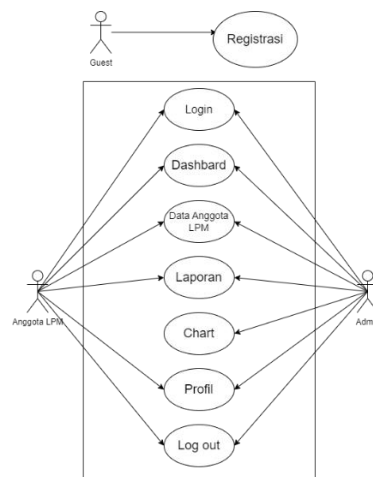 Registrasi
Guest
Login
Dashbard
Data Anggota
LPM
Laporan
Anggota LPM
Chart
Profil
Log out